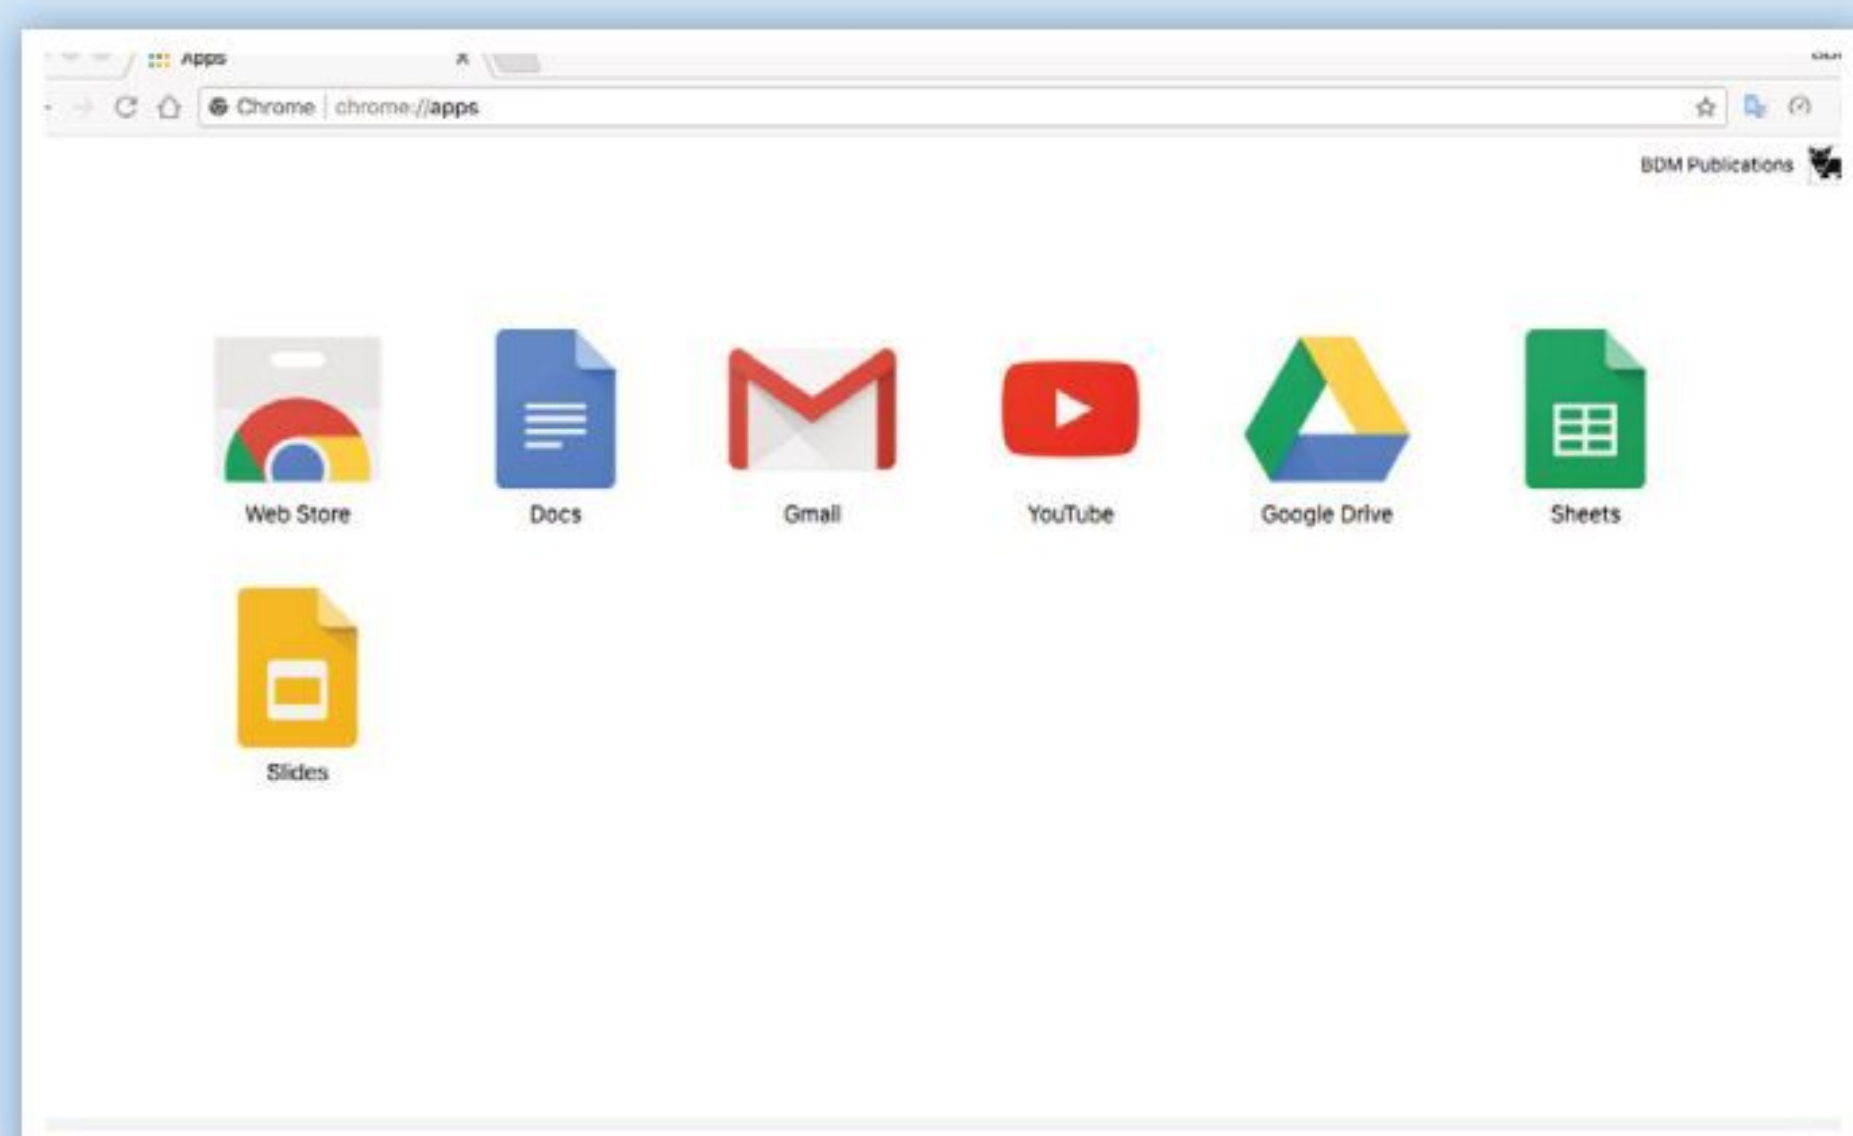 Apps
Chrome chrome://apps
BDM Publications
Web Store Docs Gmail YouTube Google Drive Sheets
Slides